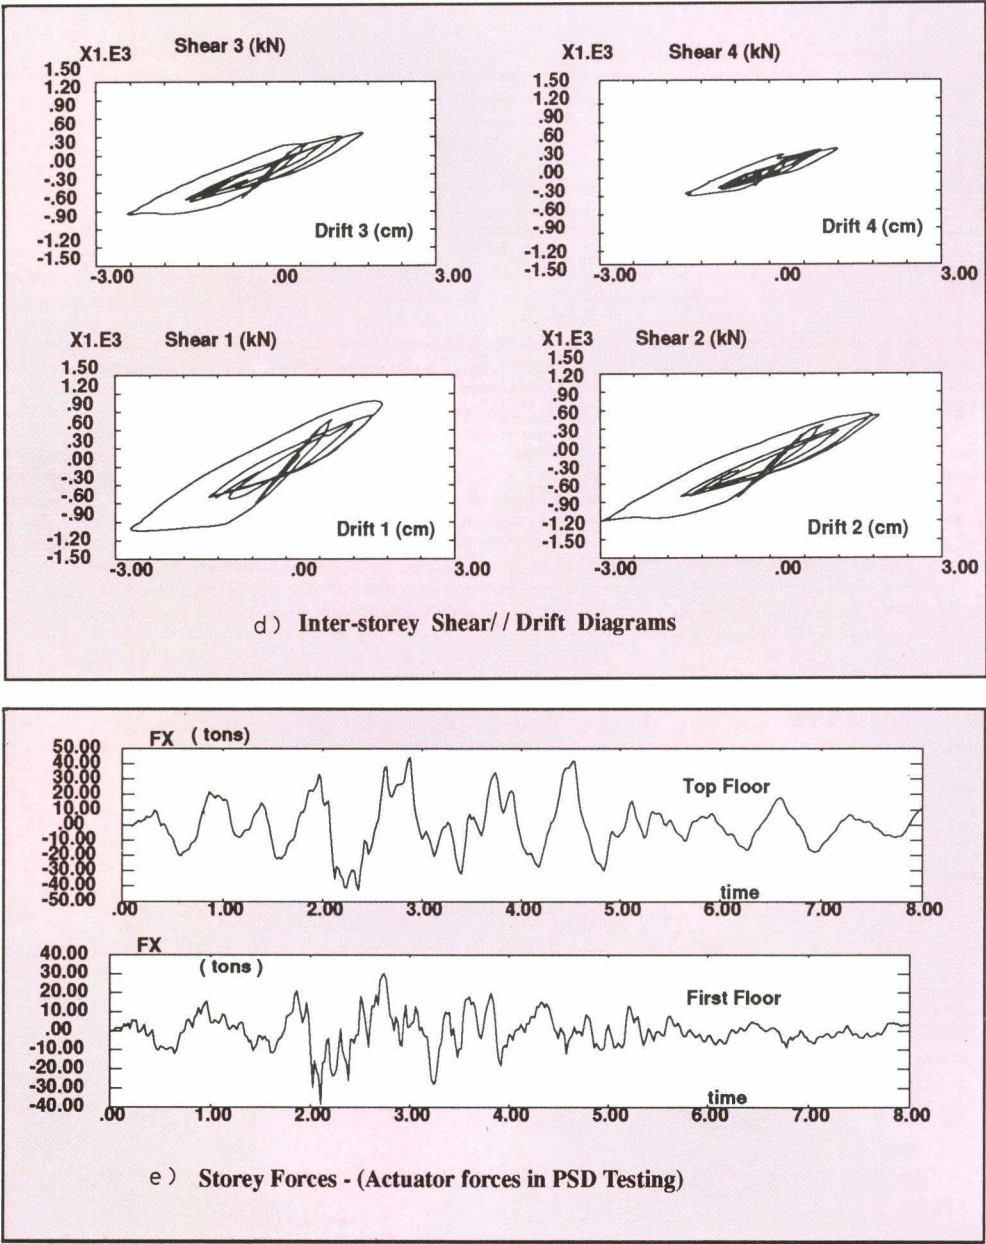 X1.E3 Shear 3 (kN)
1.50
1.20
.90
.60
.30
.00
-.30
-.60
-.90
-1.20
-1.50
Drift 3 (cm)
-3.00 .00 3.00
X1.E3 Shear 4 (kN)
1.50
1.20
.90
.60
.30
.00
-.30
-.60
-.90
-1.20
-1.50
Drift 4 (cm)
-3.00 .00 3.00
X1.E3 Shear 1 (kN)
1.50
1.20
.90
.60
.30
.00
-.30
-.60
-.90
-1.20
-1.50
Drift 1 (cm)
-3.00 .00 3.00
X1.E3 Shear 2 (kN)
1.50
1.20
.90
.60
.30
.00
-.30
-.60
-.90
-1.20
-1.50
Drift 2 (cm)
-3.00 .00 3.00
d) Inter-storey Shear//Drift Diagrams
FX (tons)
50.00
40.00
30.00
20.00
10.00
.00
-10.00
-20.00
-30.00
-40.00
-50.00
Top Floor
time
.00 1.00 2.00 3.00 4.00 5.00 6.00 7.00 8.00
FX
(tons)
40.00
30.00
20.00
10.00
.00
-10.00
-20.00
-30.00
-40.00
First Floor
time
.00 1.00 2.00 3.00 4.00 5.00 6.00 7.00 8.00
e) Storey Forces - (Actuator forces in PSD Testing)